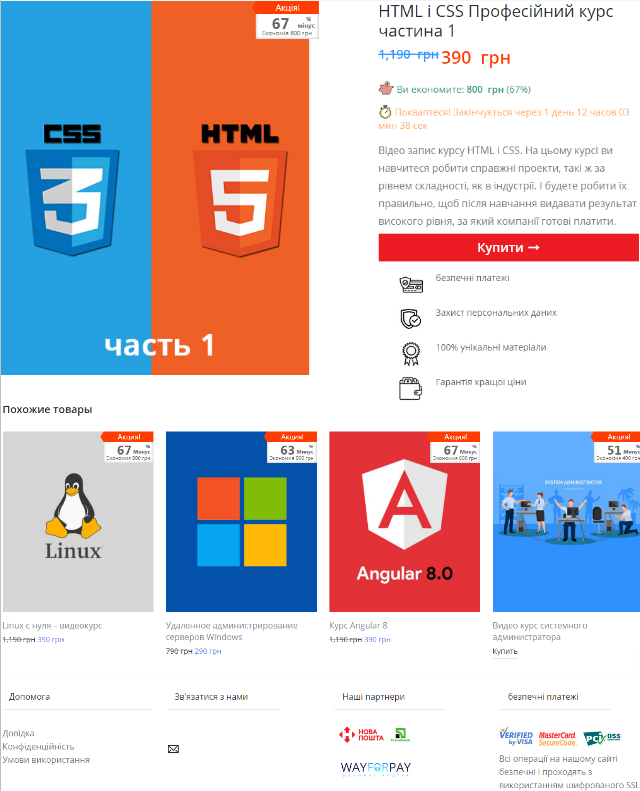 Акція!
67 % мінус
Економія 800 грн
CSS HTML
3 5
часть 1
HTML і CSS Професійний курс
частина 1
1,190 грн 390 грн
Ви економите: 800 грн (67%)
Покваптеся! Закінчується через 1 день 12 часов 03
мин 38 сек
Відео запис курсу HTML і CSS. На цьому курсі ви
навчитеся робити справжні проекти, такі ж за
рівнем складності, як в індустрії. І будете робити їх
правильно, щоб після навчання видавати результат
високого рівня, за який компанії готові платити.
Купити →
безпечні платежі
Захист персональних даних
100% унікальні матеріали
Гарантія кращої ціни
Похожие товары
Акция! Акция! Акция! Акция!
67 % Минус 63 % Минус 67 % Минус 51 % Минус
Экономия 800 грн Экономия 500 грн Экономия 800 грн Экономия 400 грн
SYSTEM ADMINISTRATOR
Linux
Angular 8.0
Linux с нуля – видеокурс
1,190 грн 390 грн
Удаленное администрирование
серверов Windows
790 грн 290 грн
Курс Angular 8
1,190 грн 390 грн
Видео курс системного
администратора
Купить
Допомога
Довідка
Конфіденційність
Умови використання
Зв'язатися з нами
Наші партнери
НОВА
ПОШТА
WAYFORPAY
безпечні платежі
VERIFIED
by VISA
MasterCard.
SecureCode.
PCI DSS
Всі операції на нашому сайті
безпечні і проходять з
використанням шифрованого SSL